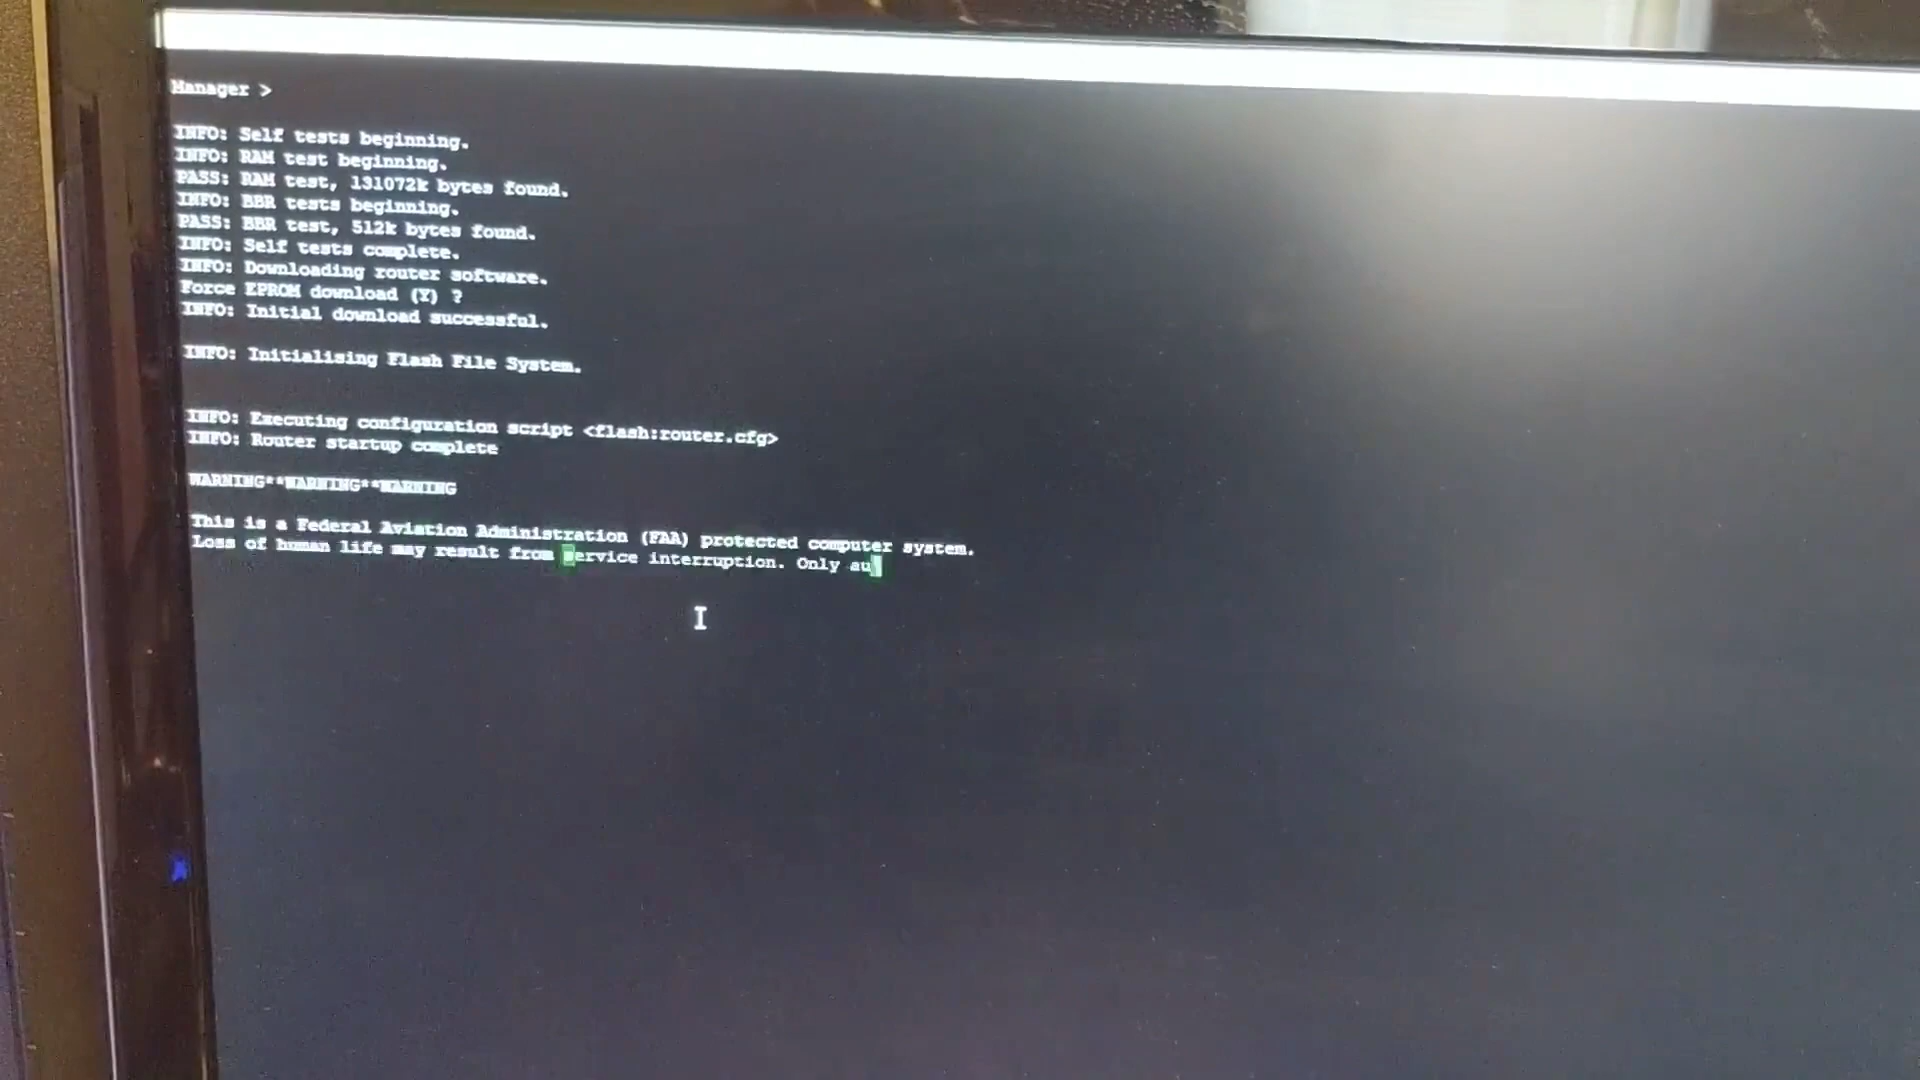 Manager >
INFO: Self tests beginning.
INFO: RAM test beginning.
PASS: RAM test, 131072k bytes found.
INFO: BBR tests beginning.
PASS: BBR test, 512k bytes found.
INFO: Self tests complete.
INFO: Downloading router software.
Force EPROM download (Y) ?
INFO: Initial download successful.
INFO: Initialising Flash File System.
INFO: Executing configuration script <flash:router.cfg>
INFO: Router startup complete
WARNING**WARNING**WARNING
This is a Federal Aviation Administration (FAA) protected computer system.
Loss of human life may result from service interruption. Only au